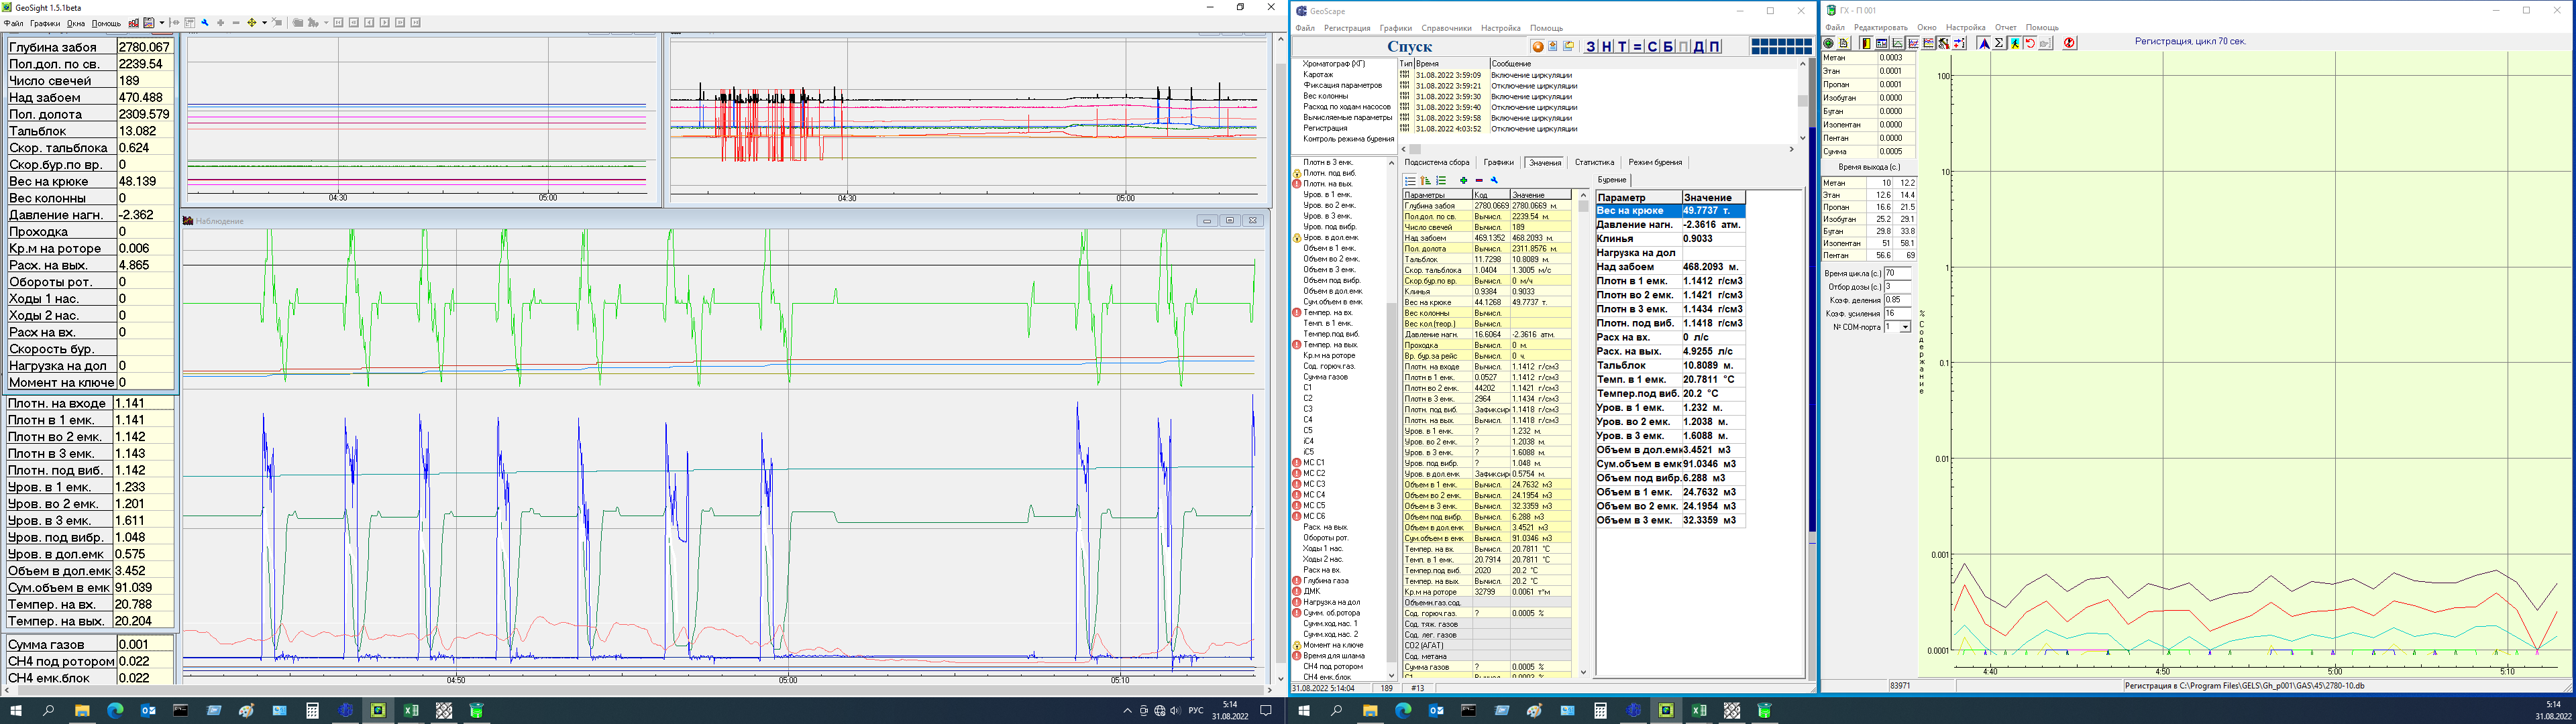 GeoSight 1.5.1beta
Файл Графики Окна Помощь
Глубина забоя 2780.067
Пол.дол. по св. 2239.54
Число свечей 189
Над забоем 470.488
Пол. долота 2309.579
Тальблок 13.082
Скор. тальблока 0.624
Скор.бур.по вр. 0
Вес на крюке 48.139
Вес колонны 0
Давление нагн. -2.362
Проходка 0
Кр.м на роторе 0.006
Расх. на вых. 4.865
Обороты рот. 0
Ходы 1 нас. 0
Ходы 2 нас. 0
Расх на вх. 0
Скорость бур.
Нагрузка на дол 0
Момент на ключе 0
Плотн. на входе 1.141
Плотн в 1 емк. 1.141
Плотн во 2 емк. 1.142
Плотн в 3 емк. 1.143
Плотн. под виб. 1.142
Уров. в 1 емк. 1.233
Уров. во 2 емк. 1.201
Уров. в 3 емк. 1.611
Уров. под вибр. 1.048
Уров. в дол.емк 0.575
Объем в дол.емк 3.452
Сум.объем в емк 91.039
Темпер. на вх. 20.788
Темпер. на вых. 20.204
Сумма газов 0.001
CH4 под ротором 0.022
CH4 емк.блок 0.022
04:30 05:00
04:30 05:00
Наблюдение
04:50 05:00 05:10
РУС
5:14
31.08.2022
GeoScape
Файл Регистрация Графики Справочники Настройка Помощь
Спуск
З Н Т = С Б П Д П
Хроматограф (ХГ)
Каротаж
Фиксация параметров
Вес колонны
Расход по ходам насосов
Вычисляемые параметры
Регистрация
Контроль режима бурения
Тип Время Сообщение
31.08.2022 3:59:09 Включение циркуляции
31.08.2022 3:59:21 Отключение циркуляции
31.08.2022 3:59:30 Включение циркуляции
31.08.2022 3:59:40 Отключение циркуляции
31.08.2022 3:59:58 Включение циркуляции
31.08.2022 4:03:52 Отключение циркуляции
Плотн в 3 емк.
Плотн. под виб.
Плотн. на вых.
Уров. в 1 емк.
Уров. во 2 емк.
Уров. в 3 емк.
Уров. под вибр.
Уров. в дол.емк
Объем в 1 емк.
Объем во 2 емк.
Объем в 3 емк.
Объем под вибр.
Объем в дол.емк
Сум.объем в емк
Темпер. на вх.
Темп. в 1 емк.
Темпер.под виб.
Темпер. на вых.
Кр.м на роторе
Сод. горюч.газ.
Сумма газов
C1
C2
C3
C4
C5
iC4
iC5
МС C1
МС C2
МС C3
МС C4
МС C5
МС C6
Расх. на вых.
Обороты рот.
Ходы 1 нас.
Ходы 2 нас.
Расх на вх.
Глубина газа
ДМК
Нагрузка на дол
Сумм. об.ротора
Сумм.ход.нас. 1
Сумм.ход.нас. 2
Момент на ключе
Время для шлама
CH4 под ротором
CH4 емк.блок
Подсистема сбора Графики Значения Статистика Режим бурения
Параметры Код Значение
Глубина забоя 2780.0669 2780.0669 м.
Пол.дол. по св. Вычисл. 2239.54 м.
Число свечей Вычисл. 189
Над забоем 469.1352 468.2093 м.
Пол. долота Вычисл. 2311.8576 м.
Тальблок 11.7298 10.8089 м.
Скор. тальблока 1.0404 1.3005 м/с
Скор.бур.по вр. Вычисл. 0 м/ч
Клинья 0.9384 0.9033
Вес на крюке 44.1268 49.7737 т.
Вес колонны Вычисл.
Вес кол.(теор.) Вычисл.
Давление нагн. 16.6064 -2.3616 атм.
Проходка Вычисл. 0 м.
Вр. бур.за рейс Вычисл. 0 ч.
Плотн. на входе Вычисл. 1.1412 г/см3
Плотн в 1 емк. 0.0527 1.1412 г/см3
Плотн во 2 емк. 44202 1.1421 г/см3
Плотн в 3 емк. 2964 1.1434 г/см3
Плотн. под виб. Зафиксир 1.1418 г/см3
Плотн. на вых. Вычисл. 1.1418 г/см3
Уров. в 1 емк. ? 1.232 м.
Уров. во 2 емк. ? 1.2038 м.
Уров. в 3 емк. ? 1.6088 м.
Уров. под вибр. ? 1.048 м.
Уров. в дол.емк Зафиксир 0.5754 м.
Объем в 1 емк. Вычисл. 24.7632 м3
Объем во 2 емк. Вычисл. 24.1954 м3
Объем в 3 емк. Вычисл. 32.3359 м3
Объем под вибр. Вычисл. 6.288 м3
Объем в дол.емк Вычисл. 3.4521 м3
Сум.объем в емк Вычисл. 91.0346 м3
Темпер. на вх. Вычисл. 20.7811 °C
Темп. в 1 емк. 20.7914 20.7811 °C
Темпер.под виб. 2020 20.2 °C
Темпер. на вых. Вычисл. 20.2 °C
Кр.м на роторе 32799 0.0061 т*м
Объемн.газ.сод.
Сод. горюч.газ. ? 0.0005 %
Сод. тяж. газов
Сод. лег. газов
CO2 (АГАТ)
Сод. метана
Сумма газов ? 0.0005 %
C1 ? 0.0003 %
Бурение
Параметр Значение
Вес на крюке 49.7737 т.
Давление нагн. -2.3616 атм.
Клинья 0.9033
Нагрузка на дол
Над забоем 468.2093 м.
Плотн в 1 емк. 1.1412 г/см3
Плотн во 2 емк. 1.1421 г/см3
Плотн в 3 емк. 1.1434 г/см3
Плотн. под виб. 1.1418 г/см3
Расх на вх. 0 л/с
Расх. на вых. 4.9255 л/с
Тальблок 10.8089 м.
Темп. в 1 емк. 20.7811 °C
Темпер.под виб. 20.2 °C
Уров. в 1 емк. 1.232 м.
Уров. во 2 емк. 1.2038 м.
Уров. в 3 емк. 1.6088 м.
Объем в дол.емк 3.4521 м3
Сум.объем в емк 91.0346 м3
Объем под вибр. 6.288 м3
Объем в 1 емк. 24.7632 м3
Объем во 2 емк. 24.1954 м3
Объем в 3 емк. 32.3359 м3
31.08.2022 5:14:04 189 #13
ГХ - П 001
Файл Редактировать Окно Настройка Отчет Помощь
Регистрация, цикл 70 сек.
Метан 0.0003
Этан 0.0001
Пропан 0.0001
Изобутан 0.0000
Бутан 0.0000
Изопентан 0.0000
Пентан 0.0000
Сумма 0.0005
Время выхода (с.)
Метан 10 12.2
Этан 12.6 14.4
Пропан 16.6 21.5
Изобутан 25.2 29.1
Бутан 29.8 33.8
Изопентан 51 58.1
Пентан 56.6 69
Время цикла (с.) 70
Отбор дозы (с.) 3
Коэф. деления 0.85
Коэф. усиления 16
№ COM-порта 1
% Содержание
100
10
1
0.1
0.01
0.001
0.0001
4:40 4:50 5:00 5:10
83971 Регистрация в C:\Program Files\GELS\Gh_p001\GAS\45\2780-10.db
5:14
31.08.2022